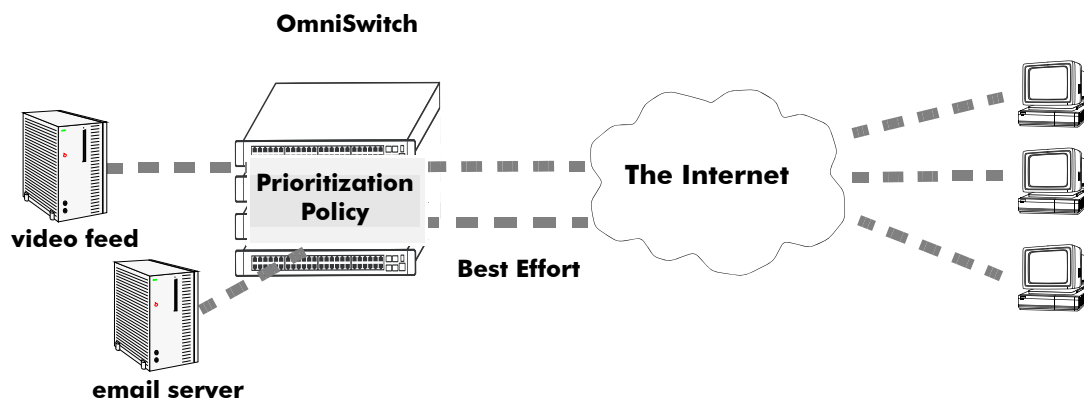 OmniSwitch
Prioritization
Policy
The Internet
video feed
Best Effort
email server